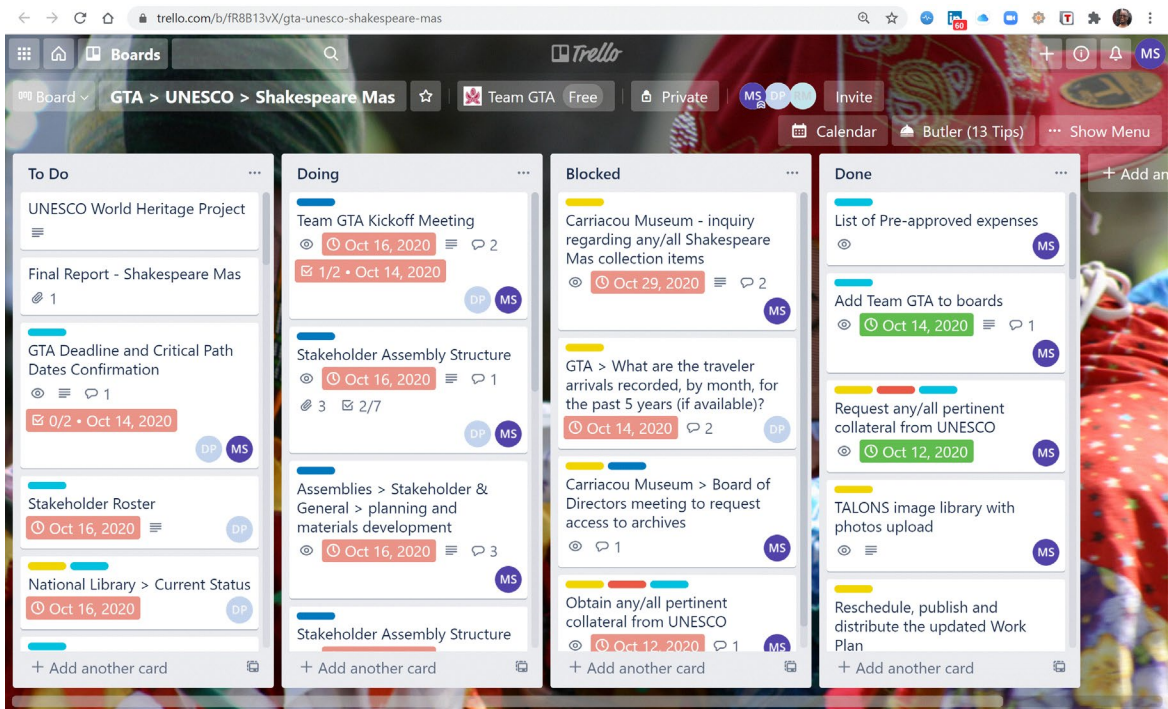 trello.com/b/fR8B13vX/gta-unesco-shakespeare-mas
60
Boards
Trello
MS
Board
GTA > UNESCO > Shakespeare Mas
Team GTA Free
Private
MS DP
Invite
Calendar
Butler (13 Tips)
Show Menu
To Do
UNESCO World Heritage Project
Final Report - Shakespeare Mas
1
GTA Deadline and Critical Path
Dates Confirmation
1
0/2 • Oct 14, 2020
DP MS
Stakeholder Roster
Oct 16, 2020
DP
National Library > Current Status
Oct 16, 2020
DP
+ Add another card
Doing
Team GTA Kickoff Meeting
Oct 16, 2020 2
1/2 • Oct 14, 2020
DP MS
Stakeholder Assembly Structure
Oct 16, 2020 1
3 2/7
DP MS
Assemblies > Stakeholder &
General > planning and
materials development
Oct 16, 2020 3
MS
Stakeholder Assembly Structure
+ Add another card
Blocked
Carriacou Museum - inquiry
regarding any/all Shakespeare
Mas collection items
Oct 29, 2020 2
MS
GTA > What are the traveler
arrivals recorded, by month, for
the past 5 years (if available)?
Oct 14, 2020 2
DP
Carriacou Museum > Board of
Directors meeting to request
access to archives
1
MS
Obtain any/all pertinent
collateral from UNESCO
Oct 12, 2020 1
MS
+ Add another card
Done
List of Pre-approved expenses
MS
Add Team GTA to boards
Oct 14, 2020 1
MS
Request any/all pertinent
collateral from UNESCO
Oct 12, 2020
MS
TALONS image library with
photos upload
MS
Reschedule, publish and
distribute the updated Work
Plan
+ Add another card
+ Add an